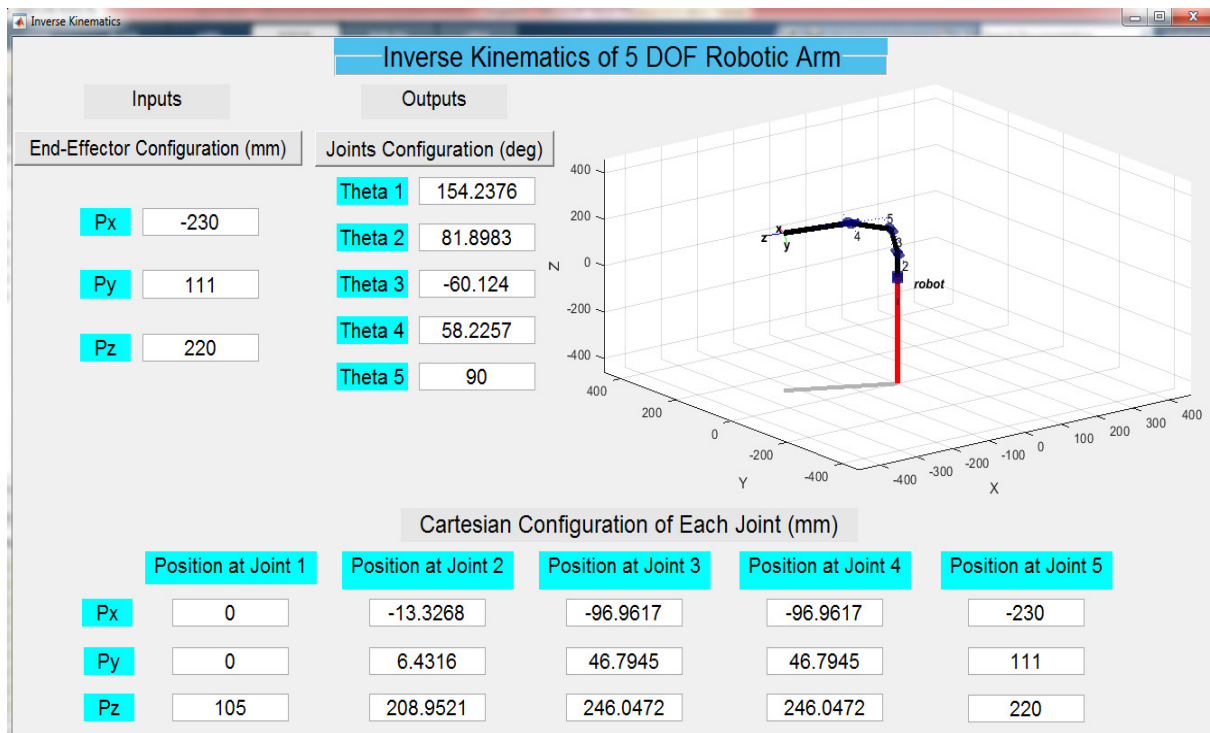 Inverse Kinematics
Inverse Kinematics of 5 DOF Robotic Arm
Inputs
Outputs
End-Effector Configuration (mm)
Joints Configuration (deg)
Px -230
Py 111
Pz 220
Theta 1 154.2376
Theta 2 81.8983
Theta 3 -60.124
Theta 4 58.2257
Theta 5 90
400
200
0
-200
-400
Z
400
200
0
-200
-400
Y
-400 -300 -200 -100 0 100 200 300 400
X
x
z
y
4
5
3
2
robot
Cartesian Configuration of Each Joint (mm)
Position at Joint 1 Position at Joint 2 Position at Joint 3 Position at Joint 4 Position at Joint 5
Px 0 -13.3268 -96.9617 -96.9617 -230
Py 0 6.4316 46.7945 46.7945 111
Pz 105 208.9521 246.0472 246.0472 220